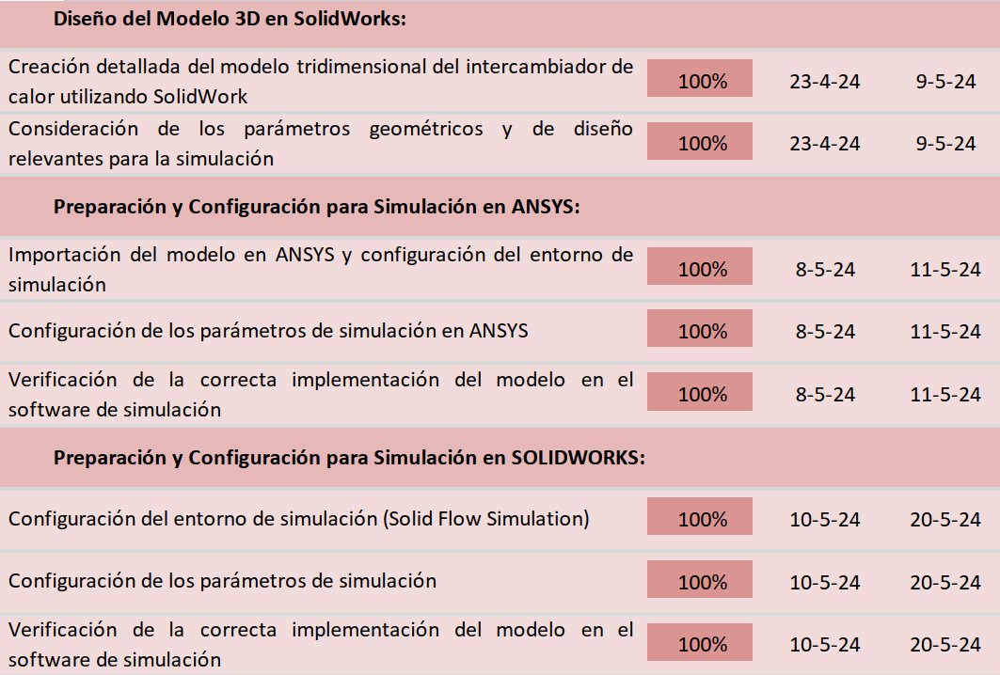 Diseño del Modelo 3D en SolidWorks:
Creación detallada del modelo tridimensional del intercambiador de
calor utilizando SolidWork
100% 23-4-24 9-5-24
Consideración de los parámetros geométricos y de diseño
relevantes para la simulación
100% 23-4-24 9-5-24
Preparación y Configuración para Simulación en ANSYS:
Importación del modelo en ANSYS y configuración del entorno de
simulación
100% 8-5-24 11-5-24
Configuración de los parámetros de simulación en ANSYS 100% 8-5-24 11-5-24
Verificación de la correcta implementación del modelo en el
software de simulación
100% 8-5-24 11-5-24
Preparación y Configuración para Simulación en SOLIDWORKS:
Configuración del entorno de simulación (Solid Flow Simulation) 100% 10-5-24 20-5-24
Configuración de los parámetros de simulación 100% 10-5-24 20-5-24
Verificación de la correcta implementación del modelo en el
software de simulación
100% 10-5-24 20-5-24